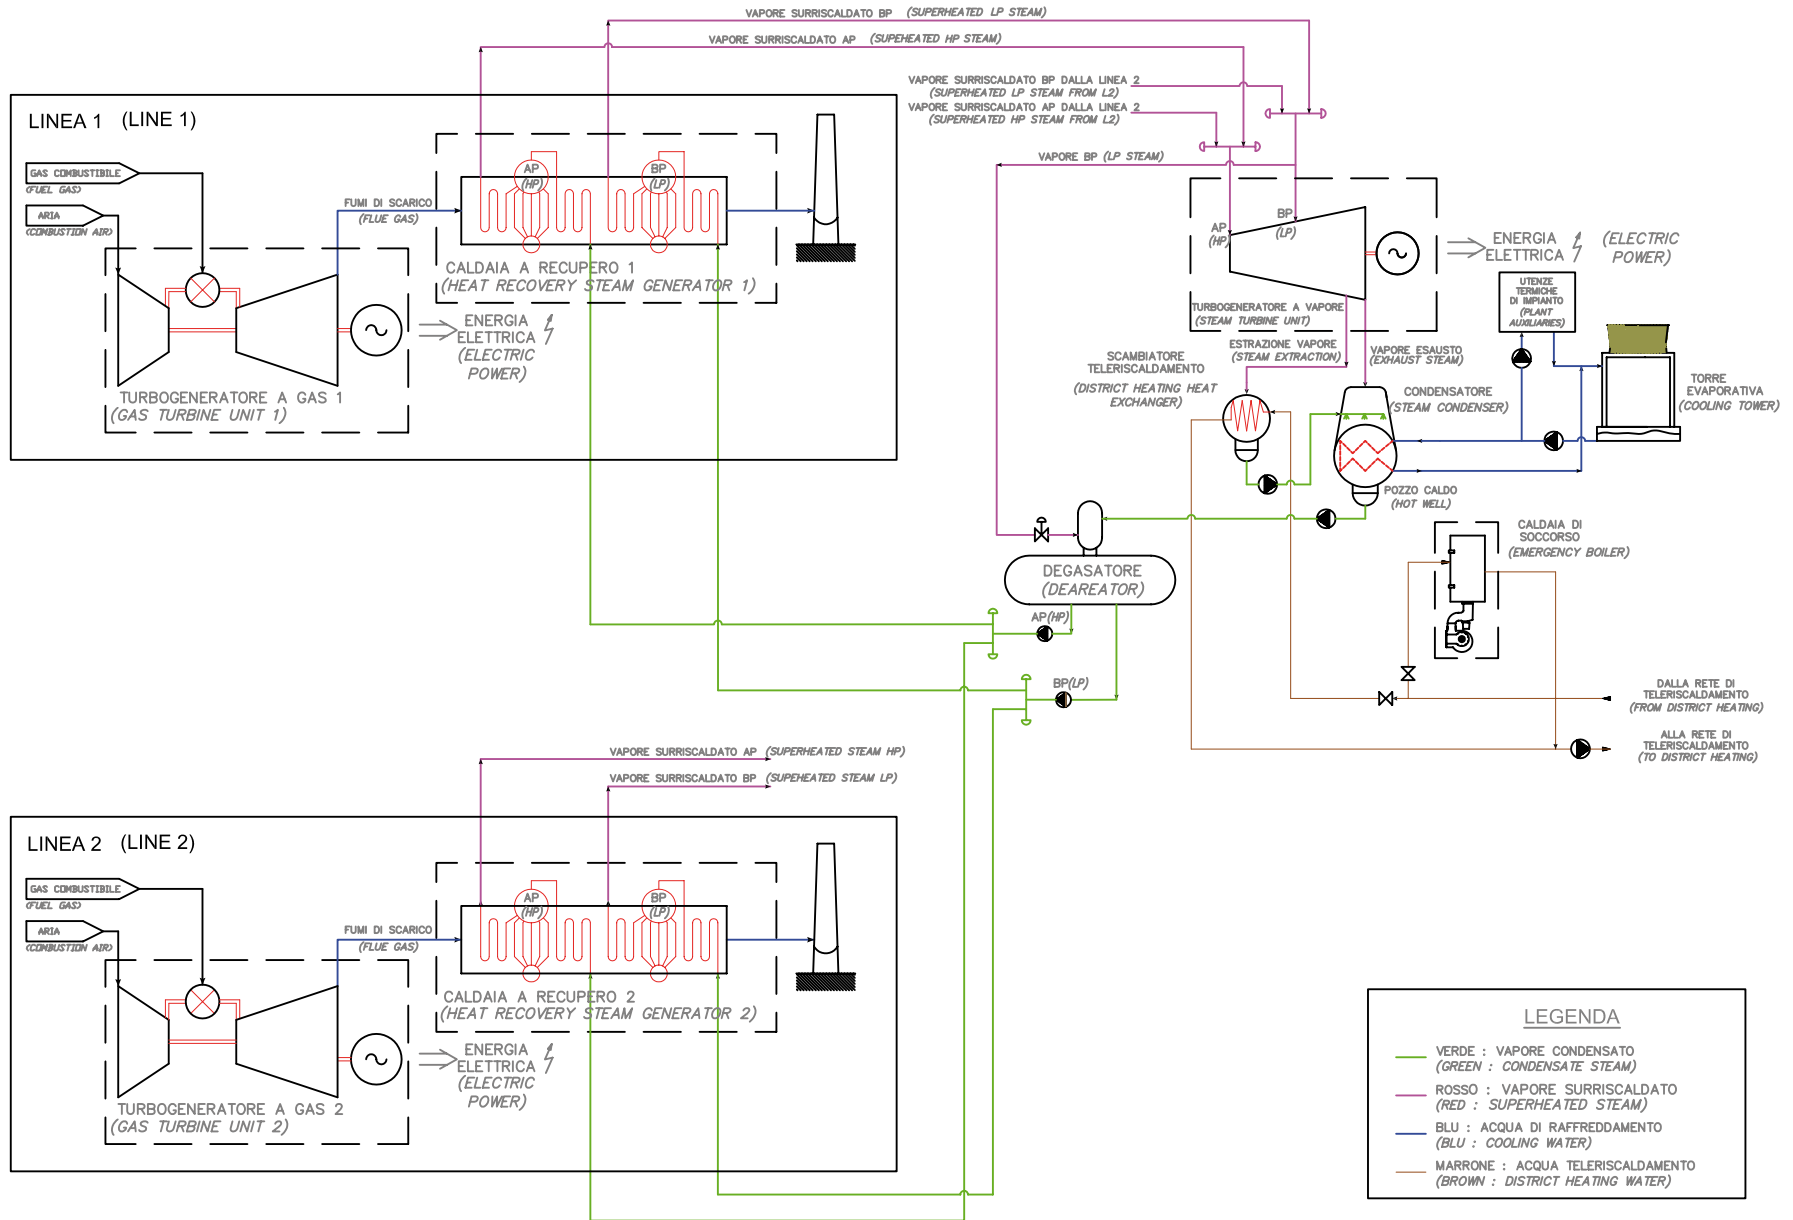 VAPORE SURRISCALDATO BP (SUPERHEATED LP STEAM)
VAPORE SURRISCALDATO AP (SUPEHEATED HP STEAM)
VAPORE SURRISCALDATO BP DALLA LINEA 2
(SUPERHEATED LP STEAM FROM L2)
VAPORE SURRISCALDATO AP DALLA LINEA 2
(SUPERHEATED HP STEAM FROM L2)
VAPORE BP (LP STEAM)
LINEA 1 (LINE 1)
GAS COMBUSTIBILE
(FUEL GAS)
ARIA
(COMBUSTION AIR)
FUMI DI SCARICO
(FLUE GAS)
AP
(HP)
BP
(LP)
CALDAIA A RECUPERO 1
(HEAT RECOVERY STEAM GENERATOR 1)
ENERGIA
ELETTRICA
(ELECTRIC
POWER)
TURBOGENERATORE A GAS 1
(GAS TURBINE UNIT 1)
AP
(HP)
BP
(LP)
TURBOGENERATORE A VAPORE
(STEAM TURBINE UNIT)
ENERGIA
ELETTRICA
(ELECTRIC
POWER)
UTENZE
TERMICHE
DI IMPIANTO
(PLANT
AUXILIARIES)
ESTRAZIONE VAPORE
(STEAM EXTRACTION)
VAPORE ESAUSTO
(EXHAUST STEAM)
SCAMBIATORE
TELERISCALDAMENTO
(DISTRICT HEATING HEAT
EXCHANGER)
CONDENSATORE
(STEAM CONDENSER)
TORRE
EVAPORATIVA
(COOLING TOWER)
POZZO CALDO
(HOT WELL)
CALDAIA DI
SOCCORSO
(EMERGENCY BOILER)
DEGASATORE
(DEAREATOR)
AP(HP)
BP(LP)
DALLA RETE DI
TELERISCALDAMENTO
(FROM DISTRICT HEATING)
ALLA RETE DI
TELERISCALDAMENTO
(TO DISTRICT HEATING)
VAPORE SURRISCALDATO AP (SUPERHEATED STEAM HP)
VAPORE SURRISCALDATO BP (SUPEHEATED STEAM LP)
LINEA 2 (LINE 2)
GAS COMBUSTIBILE
(FUEL GAS)
ARIA
(COMBUSTION AIR)
FUMI DI SCARICO
(FLUE GAS)
AP
(HP)
BP
(LP)
CALDAIA A RECUPERO 2
(HEAT RECOVERY STEAM GENERATOR 2)
ENERGIA
ELETTRICA
(ELECTRIC
POWER)
TURBOGENERATORE A GAS 2
(GAS TURBINE UNIT 2)
LEGENDA
VERDE : VAPORE CONDENSATO
(GREEN : CONDENSATE STEAM)
ROSSO : VAPORE SURRISCALDATO
(RED : SUPERHEATED STEAM)
BLU : ACQUA DI RAFFREDDAMENTO
(BLU : COOLING WATER)
MARRONE : ACQUA TELERISCALDAMENTO
(BROWN : DISTRICT HEATING WATER)